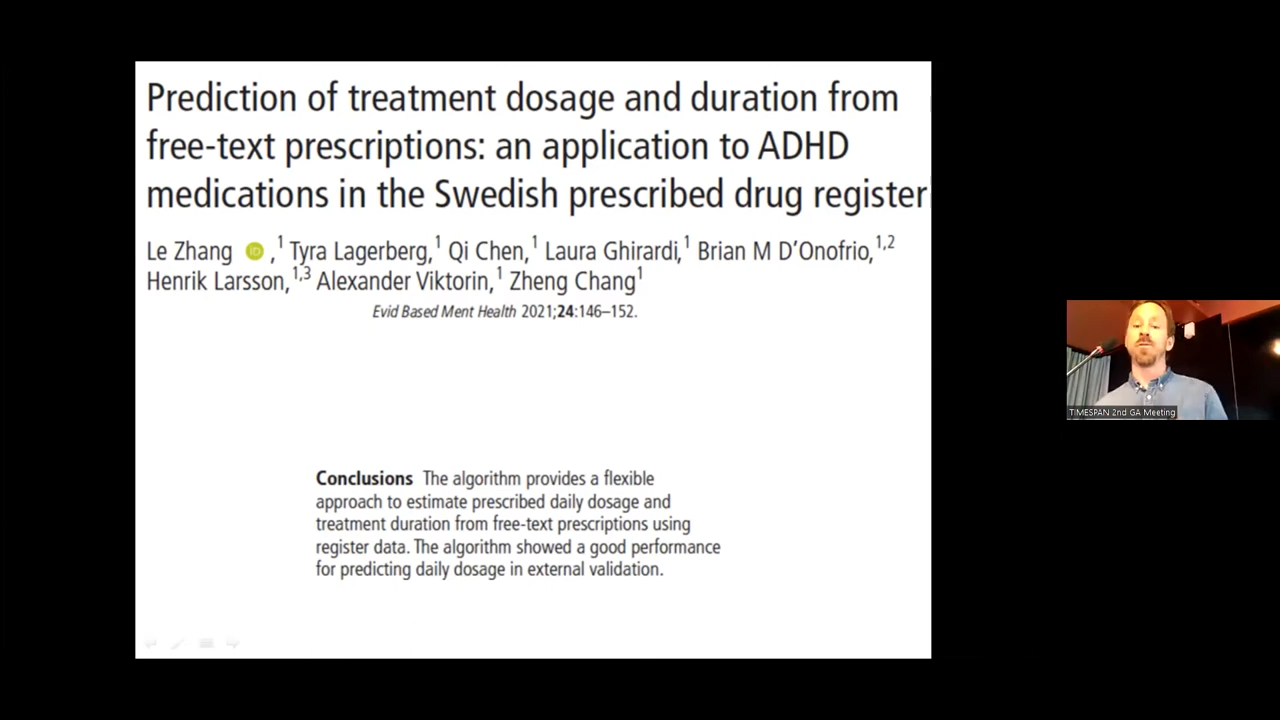 Prediction of treatment dosage and duration from
free-text prescriptions: an application to ADHD
medications in the Swedish prescribed drug register
Le Zhang iD ,1 Tyra Lagerberg,1 Qi Chen,1 Laura Ghirardi,1 Brian M D’Onofrio,1,2
Henrik Larsson,1,3 Alexander Viktorin,1 Zheng Chang1
Evid Based Ment Health 2021;24:146–152.
TIMESPAN 2nd GA Meeting
Conclusions The algorithm provides a flexible
approach to estimate prescribed daily dosage and
treatment duration from free-text prescriptions using
register data. The algorithm showed a good performance
for predicting daily dosage in external validation.